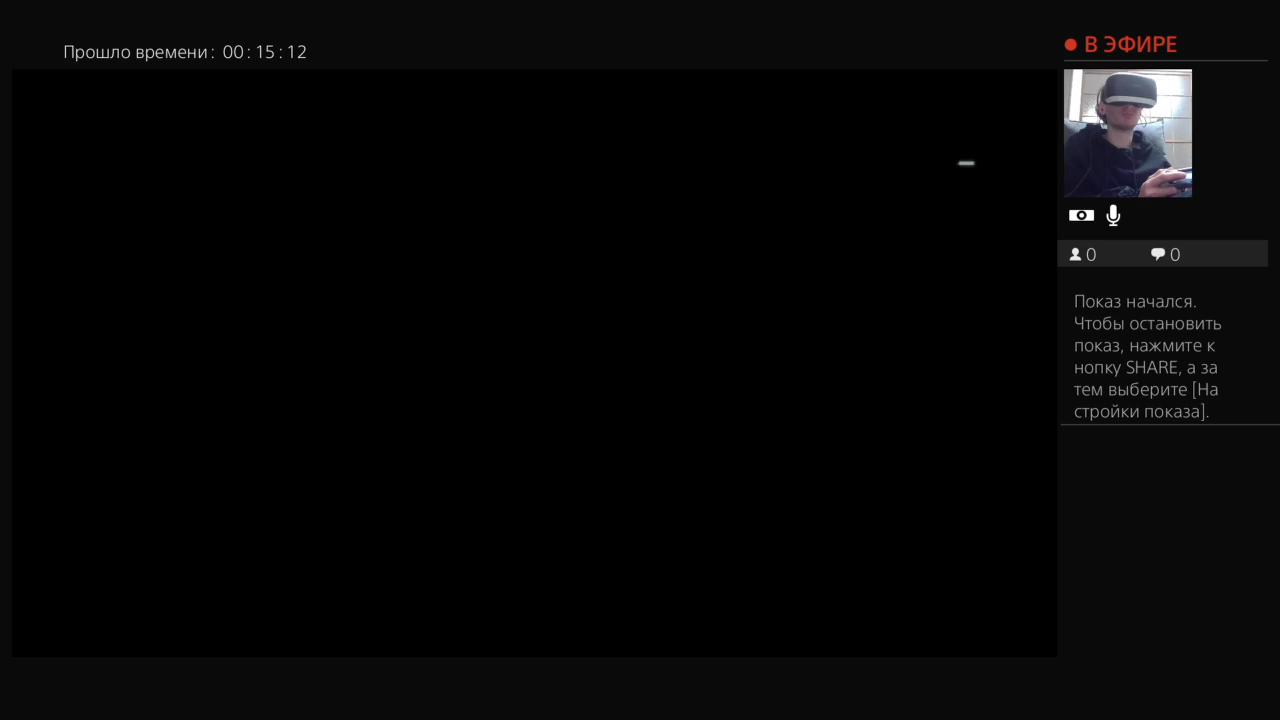 Прошло времени: 00:15:12
В ЭФИРЕ
0 0
Показ начался.
Чтобы остановить
показ, нажмите к
нопку SHARE, а за
тем выберите [На
стройки показа].